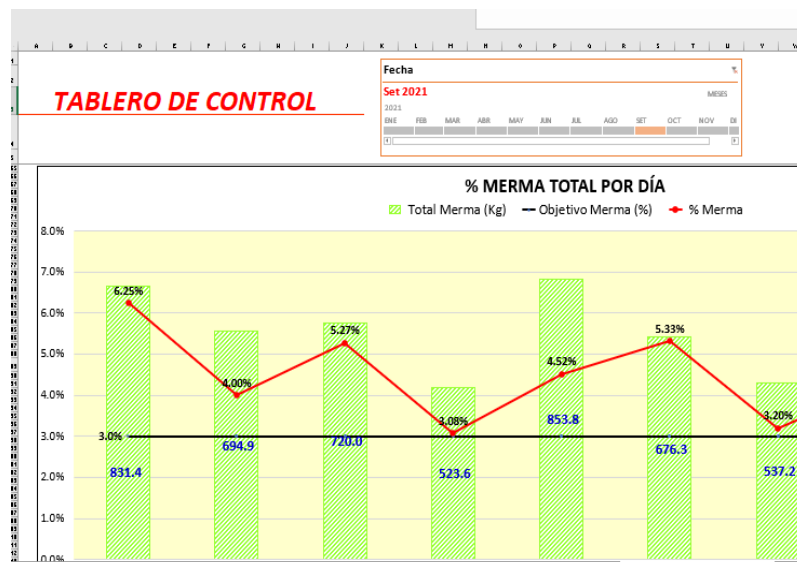 A B C D E F G H I J K L M N O P Q R S T U V
Fecha
TABLERO DE CONTROL
Set 2021 MESES
2021
ENE FEB MAR ABR MAY JUN JUL AGO SET OCT NOV DI
% MERMA TOTAL POR DÍA
Total Merma (Kg) Objetivo Merma (%) % Merma
8.0%
7.0%
6.25%
6.0%
5.27% 5.33%
5.0%
4.52%
4.00%
4.0%
3.08% 853.8 3.20%
3.0% 3.0%
694.9 720.0 676.3
831.4 523.6 537.2
2.0%
1.0%
0.0%